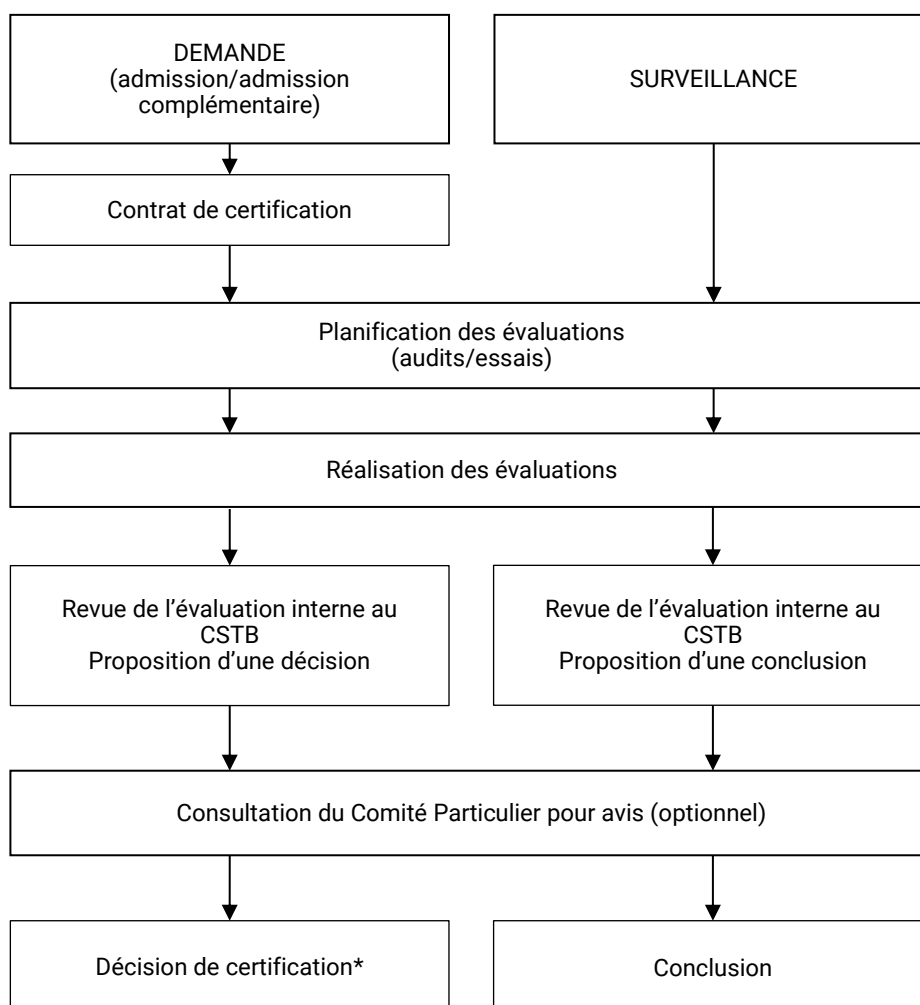 DEMANDE
(admission/admission
complémentaire)
SURVEILLANCE
Contrat de certification
Planification des évaluations
(audits/essais)
Réalisation des évaluations
Revue de l’évaluation interne au
CSTB
Proposition d’une décision
Revue de l’évaluation interne au
CSTB
Proposition d’une conclusion
Consultation du Comité Particulier pour avis (optionnel)
Décision de certification*
Conclusion